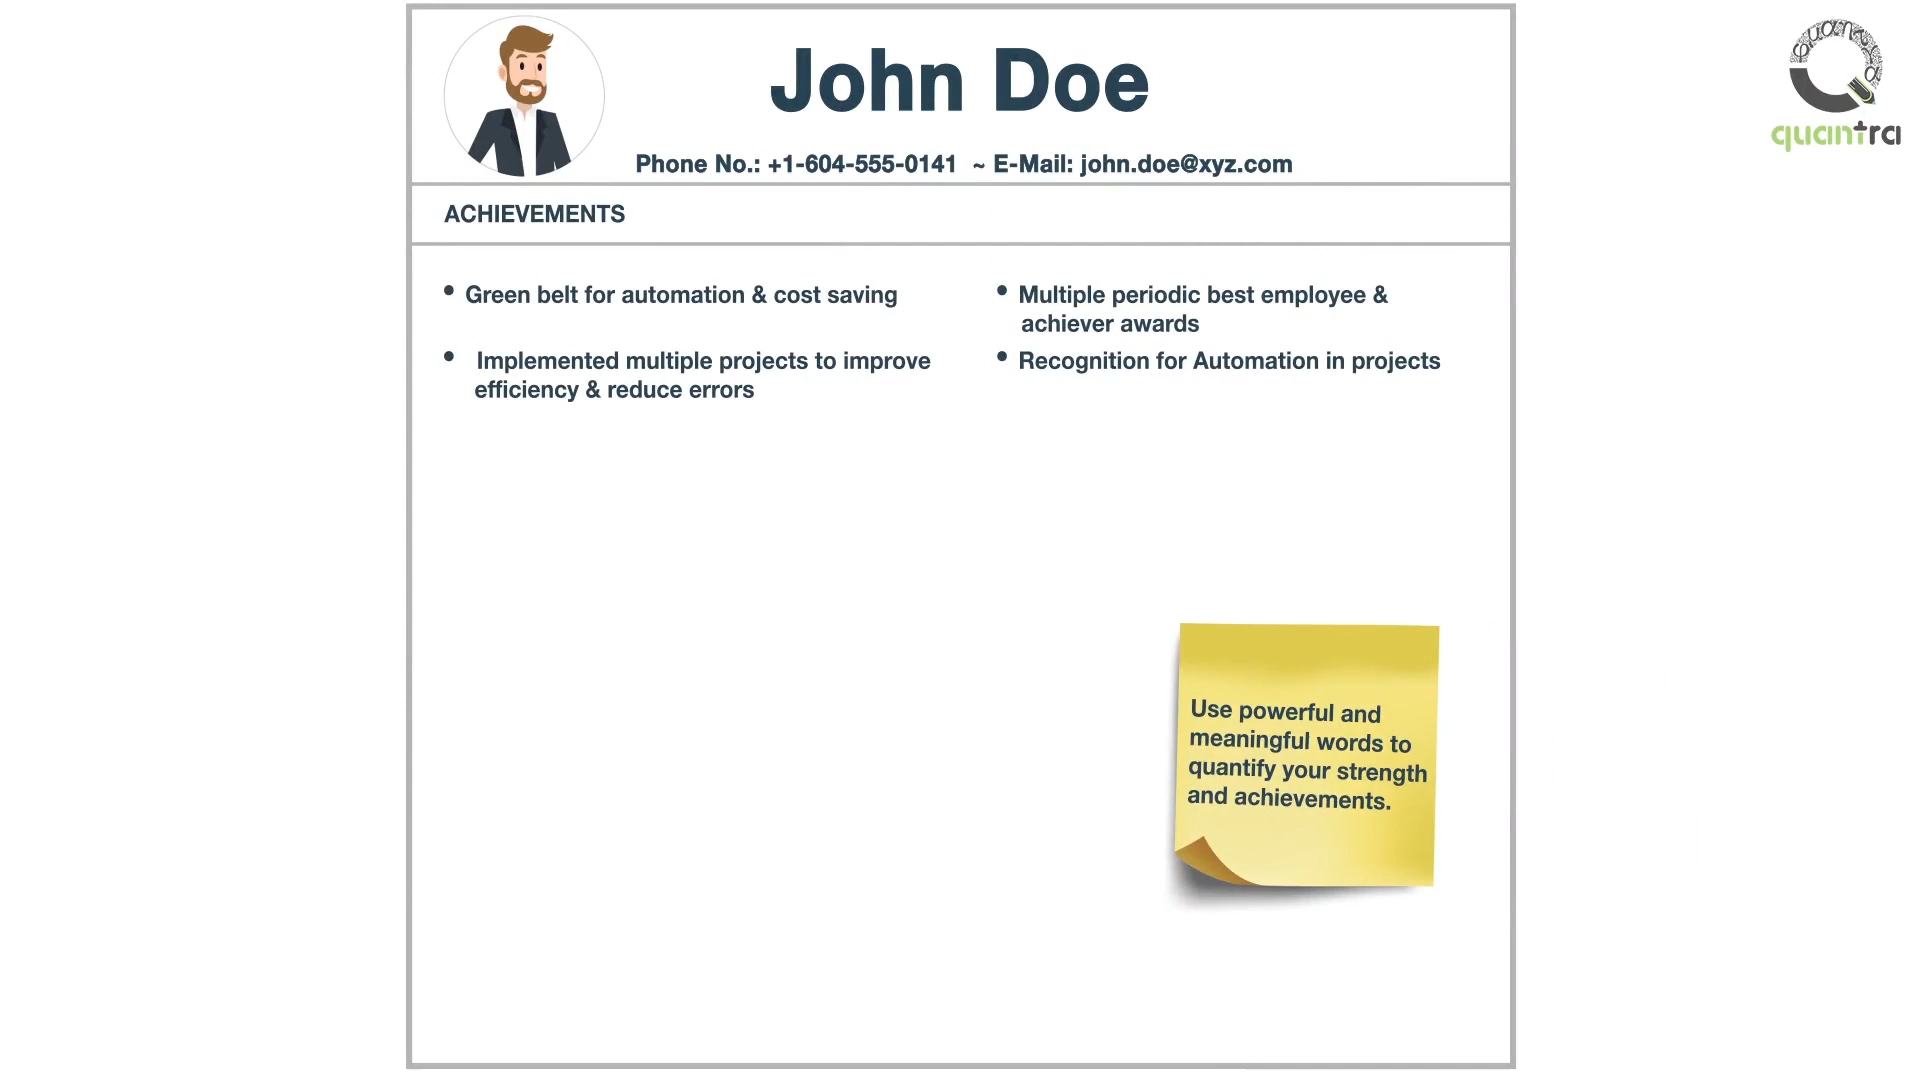 John Doe
Phone No.: +1-604-555-0141 ~ E-Mail: john.doe@xyz.com
quantra
ACHIEVEMENTS
• Green belt for automation & cost saving
• Implemented multiple projects to improve
efficiency & reduce errors
• Multiple periodic best employee &
achiever awards
• Recognition for Automation in projects
Use powerful and
meaningful words to
quantify your strength
and achievements.